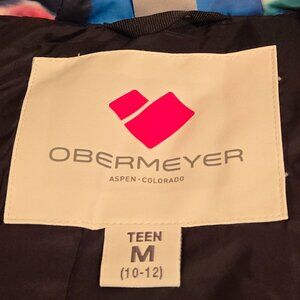 OBERMEYER
ASPEN - COLORADO
TEEN
M
(10-12)